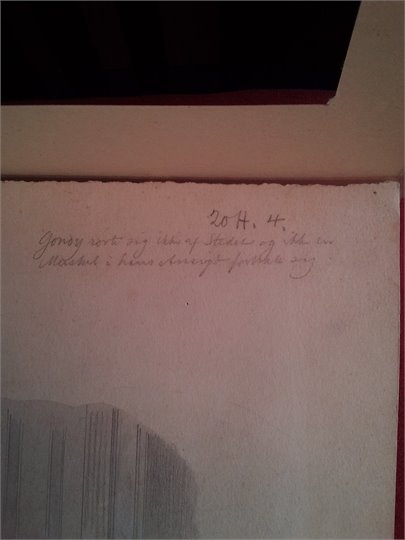 20 H. 4.
Gondy rørte sig ikke af Stedet og ikke en
Muskel i hans Ansigt fortrak sig